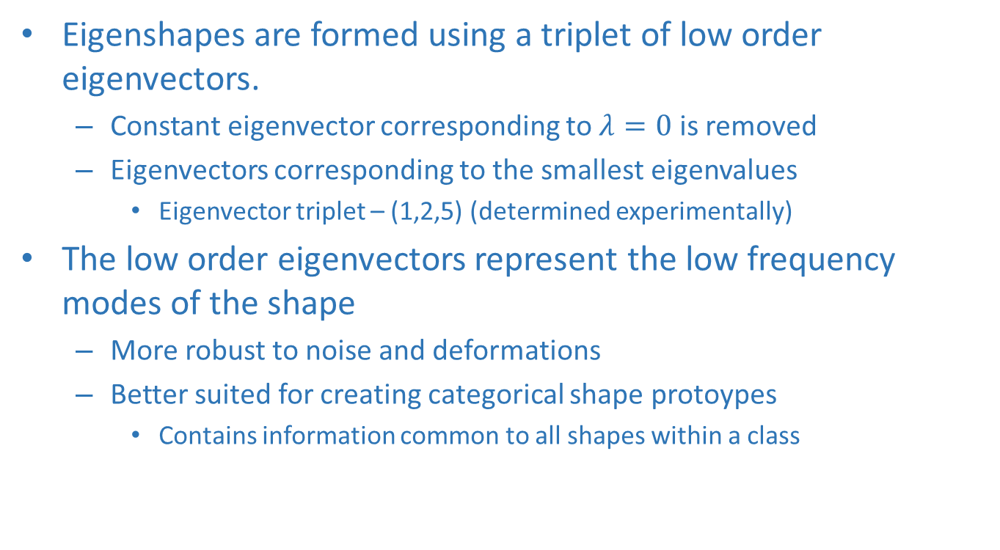 • Eigenshapes are formed using a triplet of low order
eigenvectors.
– Constant eigenvector corresponding to 𝜆 = 0 is removed
– Eigenvectors corresponding to the smallest eigenvalues
• Eigenvector triplet – (1,2,5) (determined experimentally)
• The low order eigenvectors represent the low frequency
modes of the shape
– More robust to noise and deformations
– Better suited for creating categorical shape protoypes
• Contains information common to all shapes within a class